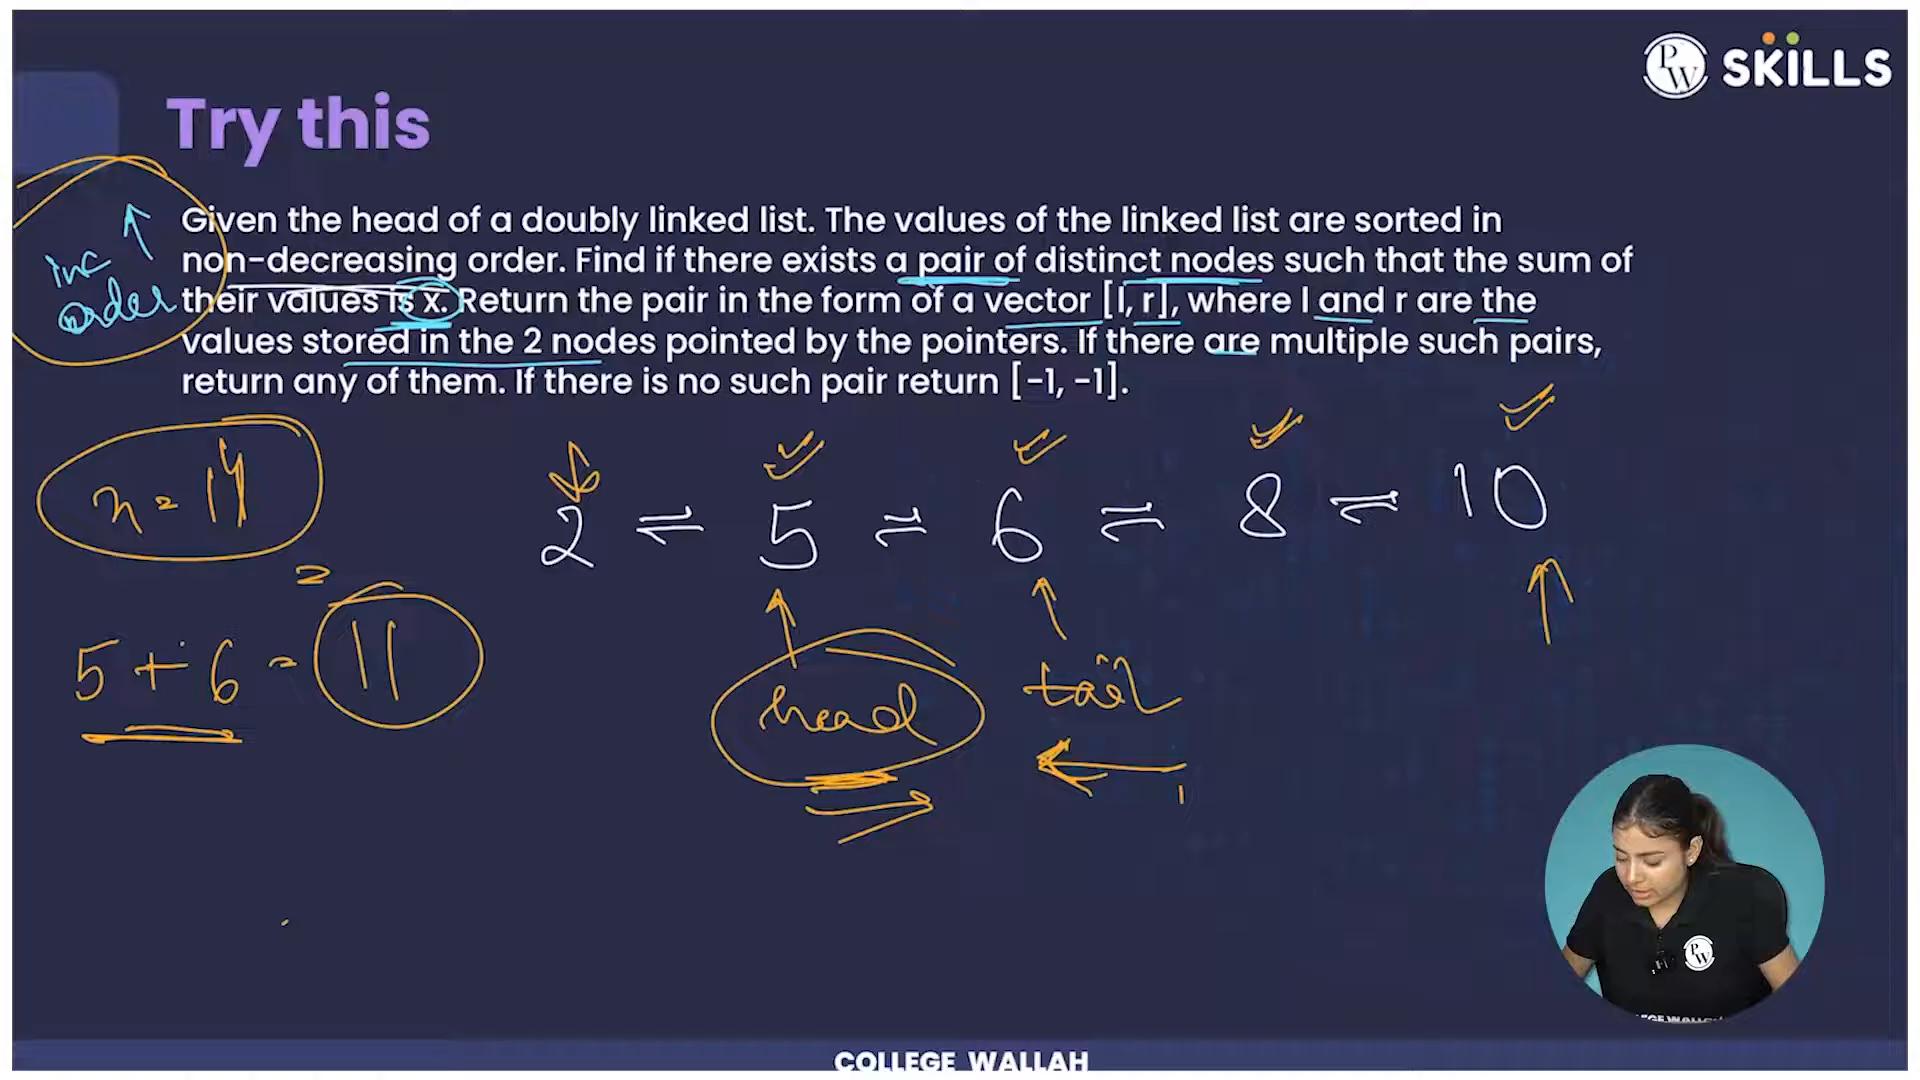 PW SKILLS
Try this
Given the head of a doubly linked list. The values of the linked list are sorted in
non-decreasing order. Find if there exists a pair of distinct nodes such that the sum of
their values is x. Return the pair in the form of a vector [l, r], where l and r are the
values stored in the 2 nodes pointed by the pointers. If there are multiple such pairs,
return any of them. If there is no such pair return [-1, -1].
inc
order
2 ⇌ 5 ⇌ 6 ⇌ 8 ⇌ 10
5 + 6 = 11
head tail
PW
COLLEGE WALLAH